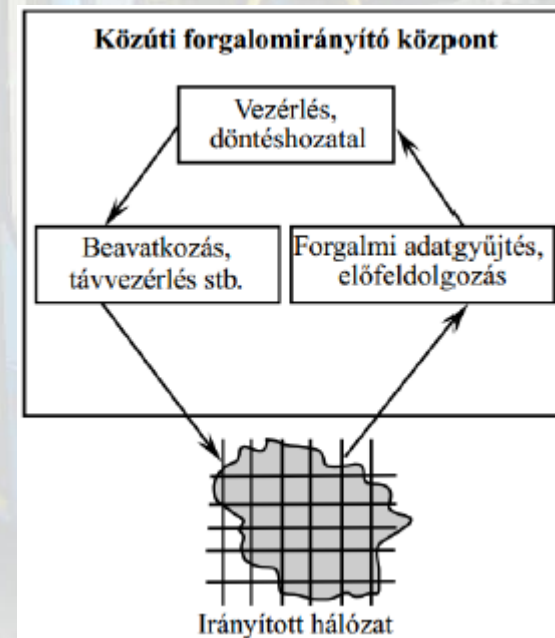 Közúti forgalomirányító központ
Vezérlés,
döntéshozatal
Beavatkozás,
távvezérlés stb.
Forgalmi adatgyűjtés,
előfeldolgozás
Irányított hálózat